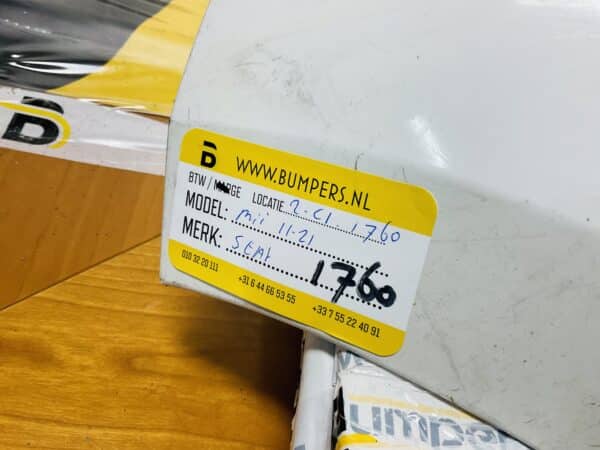 WWW.BUMPERS.NL
BTW / MARGE LOCATIE 2-C1-1760
MODEL: Mii 11-21
MERK: SEAT
1760
010 32 20 111 +31 6 44 66 53 55 +33 7 55 22 40 91